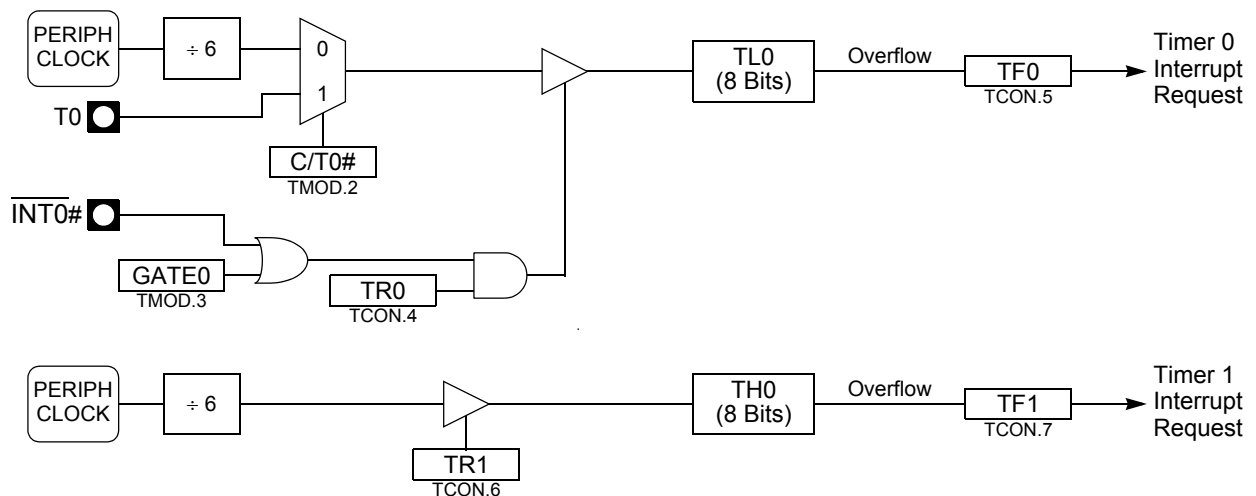 PERIPH
CLOCK
÷ 6
0
1
T0
C/T0#
TMOD.2
TL0
(8 Bits)
Overflow
TF0
TCON.5
Timer 0
Interrupt
Request
INT0#
GATE0
TMOD.3
TR0
TCON.4
PERIPH
CLOCK
÷ 6
TR1
TCON.6
TH0
(8 Bits)
Overflow
TF1
TCON.7
Timer 1
Interrupt
Request